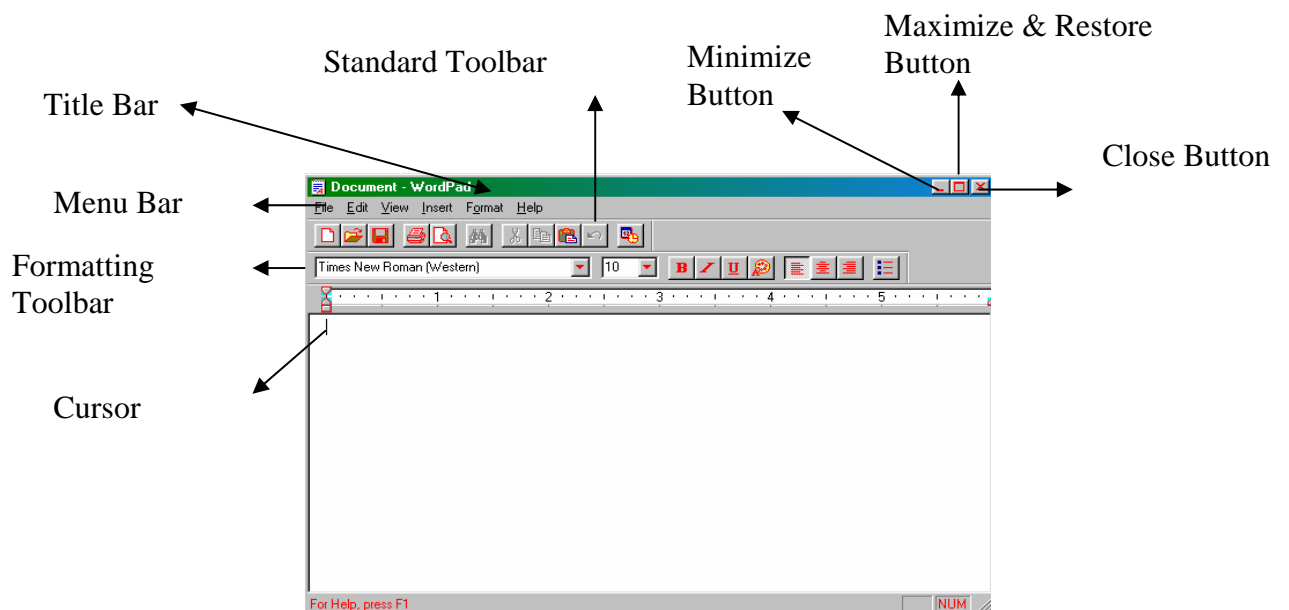 Maximize & Restore
Button
Minimize
Button
Standard Toolbar
Title Bar
Close Button
Document - WordPad
Menu Bar
File Edit View Insert Format Help
Formatting
Toolbar
Times New Roman (Western) 10 B I U
1 2 3 4 5
Cursor
For Help, press F1 NUM